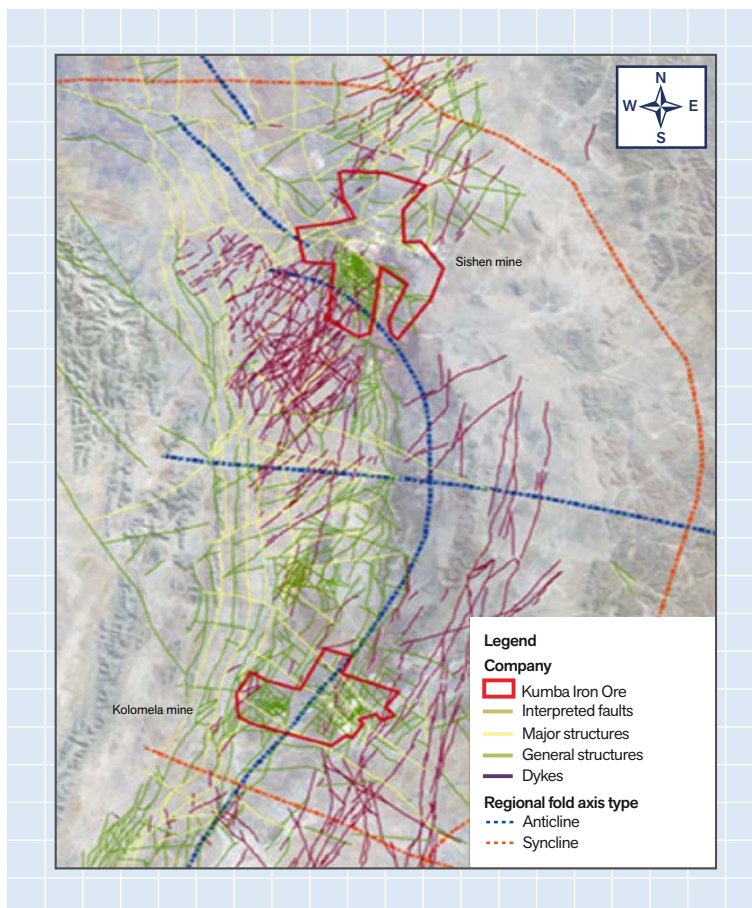 N
W E
S
Sishen mine
Kolomela mine
Legend
Company
Kumba Iron Ore
Interpreted faults
Major structures
General structures
Dykes
Regional fold axis type
Anticline
Syncline